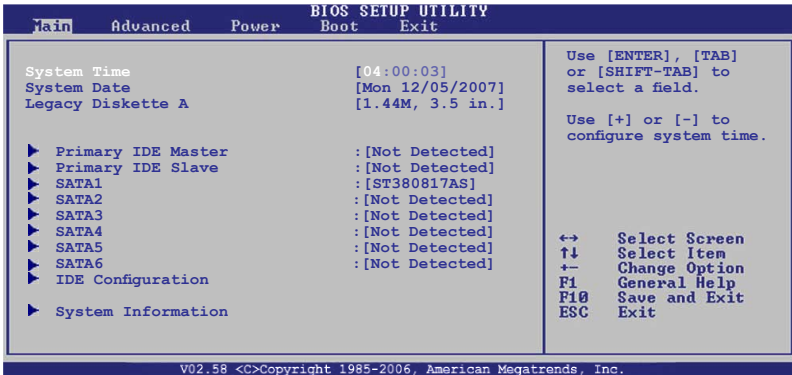 BIOS SETUP UTILITY
Main Advanced Power Boot Exit
System Time [04:00:03]
System Date [Mon 12/05/2007]
Legacy Diskette A [1.44M, 3.5 in.]
Primary IDE Master :[Not Detected]
Primary IDE Slave :[Not Detected]
SATA1 :[ST380817AS]
SATA2 :[Not Detected]
SATA3 :[Not Detected]
SATA4 :[Not Detected]
SATA5 :[Not Detected]
SATA6 :[Not Detected]
IDE Configuration
System Information
Use [ENTER], [TAB]
or [SHIFT-TAB] to
select a field.
Use [+] or [-] to
configure system time.
←→ Select Screen
↑↓ Select Item
+- Change Option
F1 General Help
F10 Save and Exit
ESC Exit
V02.58 <C>Copyright 1985-2006, American Megatrends, Inc.